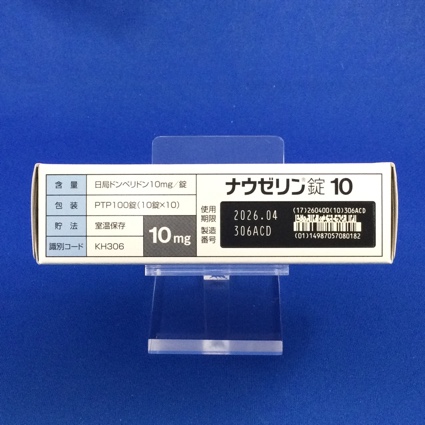 含量 日局ドンペリドン10mg/錠
包装 PTP100錠(10錠×10)
貯法 室温保存
識別コード KH306
10mg
ナウゼリン®錠 10
使用期限 2026.04
製造番号 306ACD
(17)260400(10)306ACD
(01)14987057080182